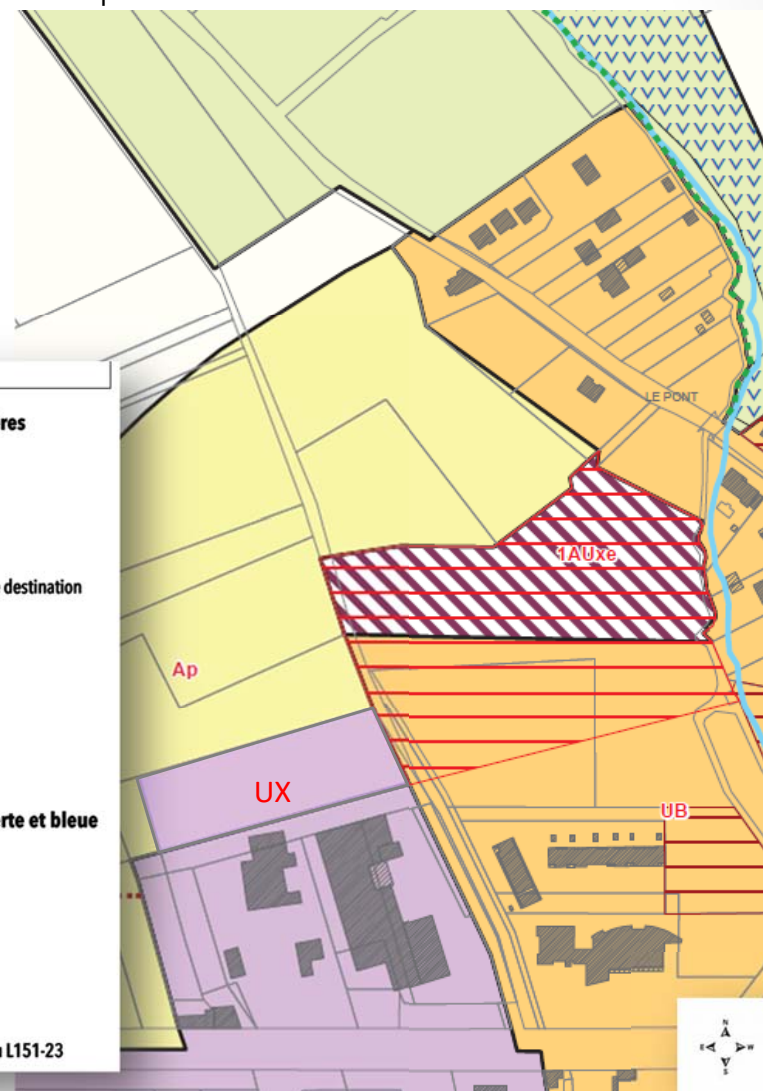 res
LE PONT
1AUxe
destination
Ap
UX
UB
rte et bleue
L151-23
N
E W
S